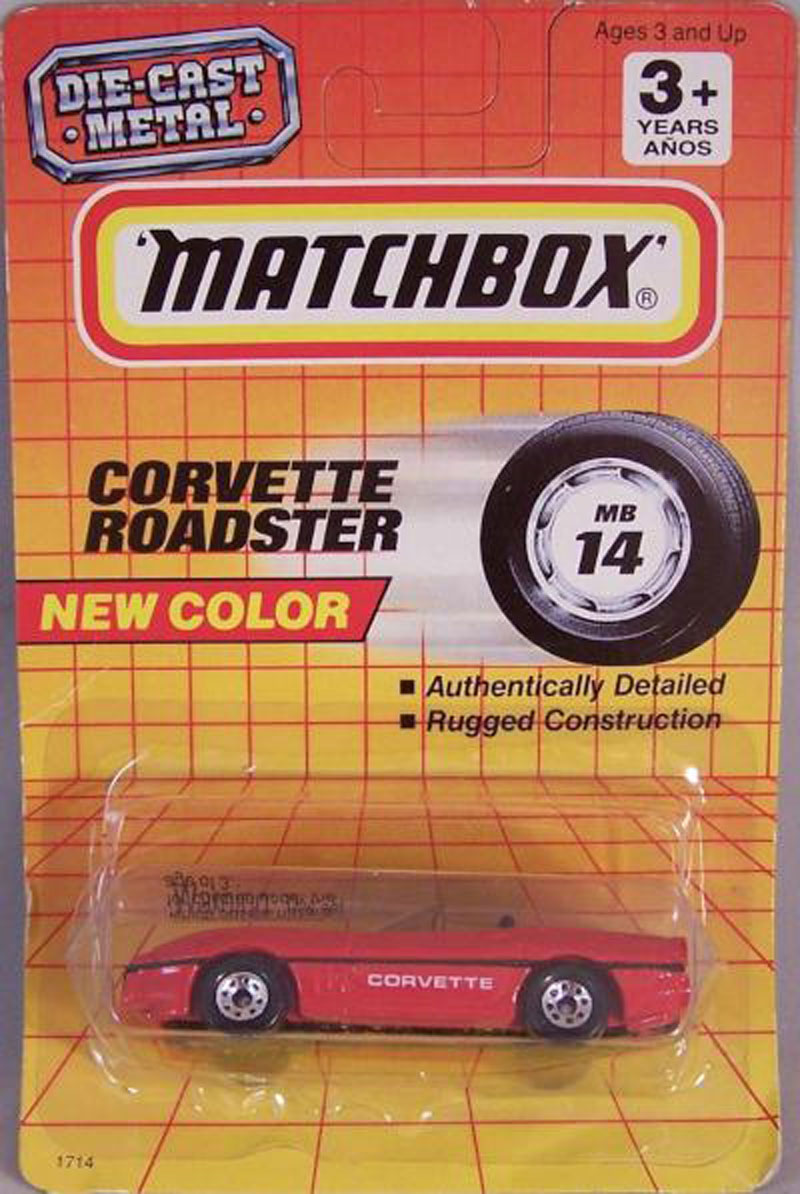 Ages 3 and Up
DIE-CAST
•METAL•
3+
YEARS
AÑOS
'MATCHBOX'®
CORVETTE
ROADSTER
MB
14
NEW COLOR
■ Authentically Detailed
■ Rugged Construction
CORVETTE
1714